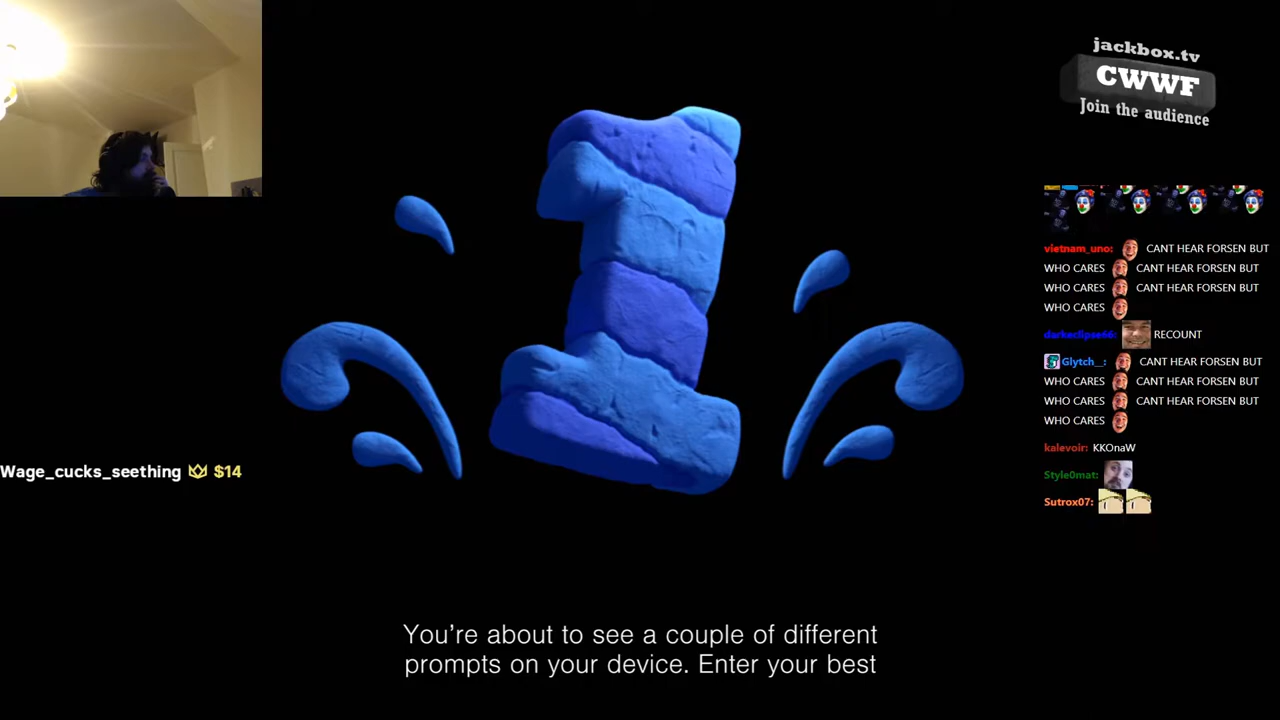 jackbox.tv
CWWF
Join the audience
vietnam_uno: CANT HEAR FORSEN BUT
WHO CARES CANT HEAR FORSEN BUT
WHO CARES CANT HEAR FORSEN BUT
WHO CARES
darkeclipse66: RECOUNT
Glytch_: CANT HEAR FORSEN BUT
WHO CARES CANT HEAR FORSEN BUT
WHO CARES CANT HEAR FORSEN BUT
WHO CARES
kalevoir: KKOnaW
Style0mat:
Sutrox07:
Wage_cucks_seething $14
1
You’re about to see a couple of different
prompts on your device. Enter your best